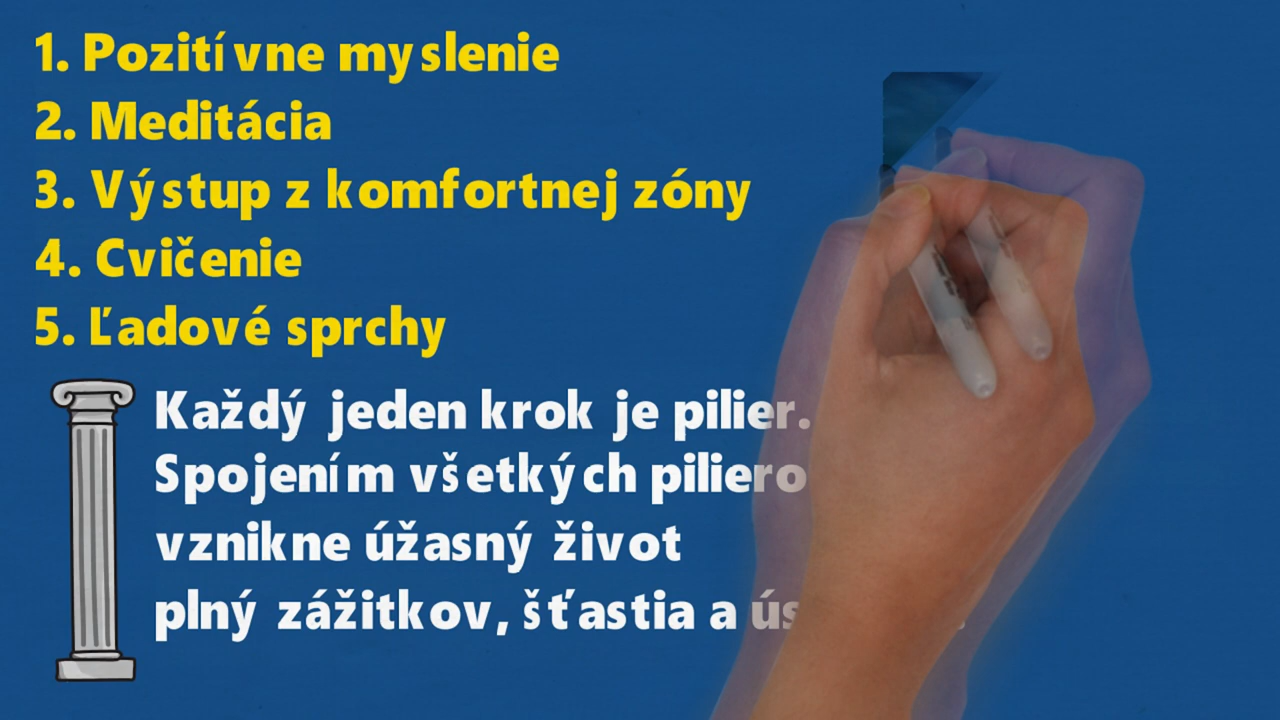 1. Pozitívne myslenie
2. Meditácia
3. Výstup z komfortnej zóny
4. Cvičenie
5. Ľadové sprchy
Každý jeden krok je pilier.
Spojením všetkých
vznikne úžasný život
plný zážitkov, šťastia a